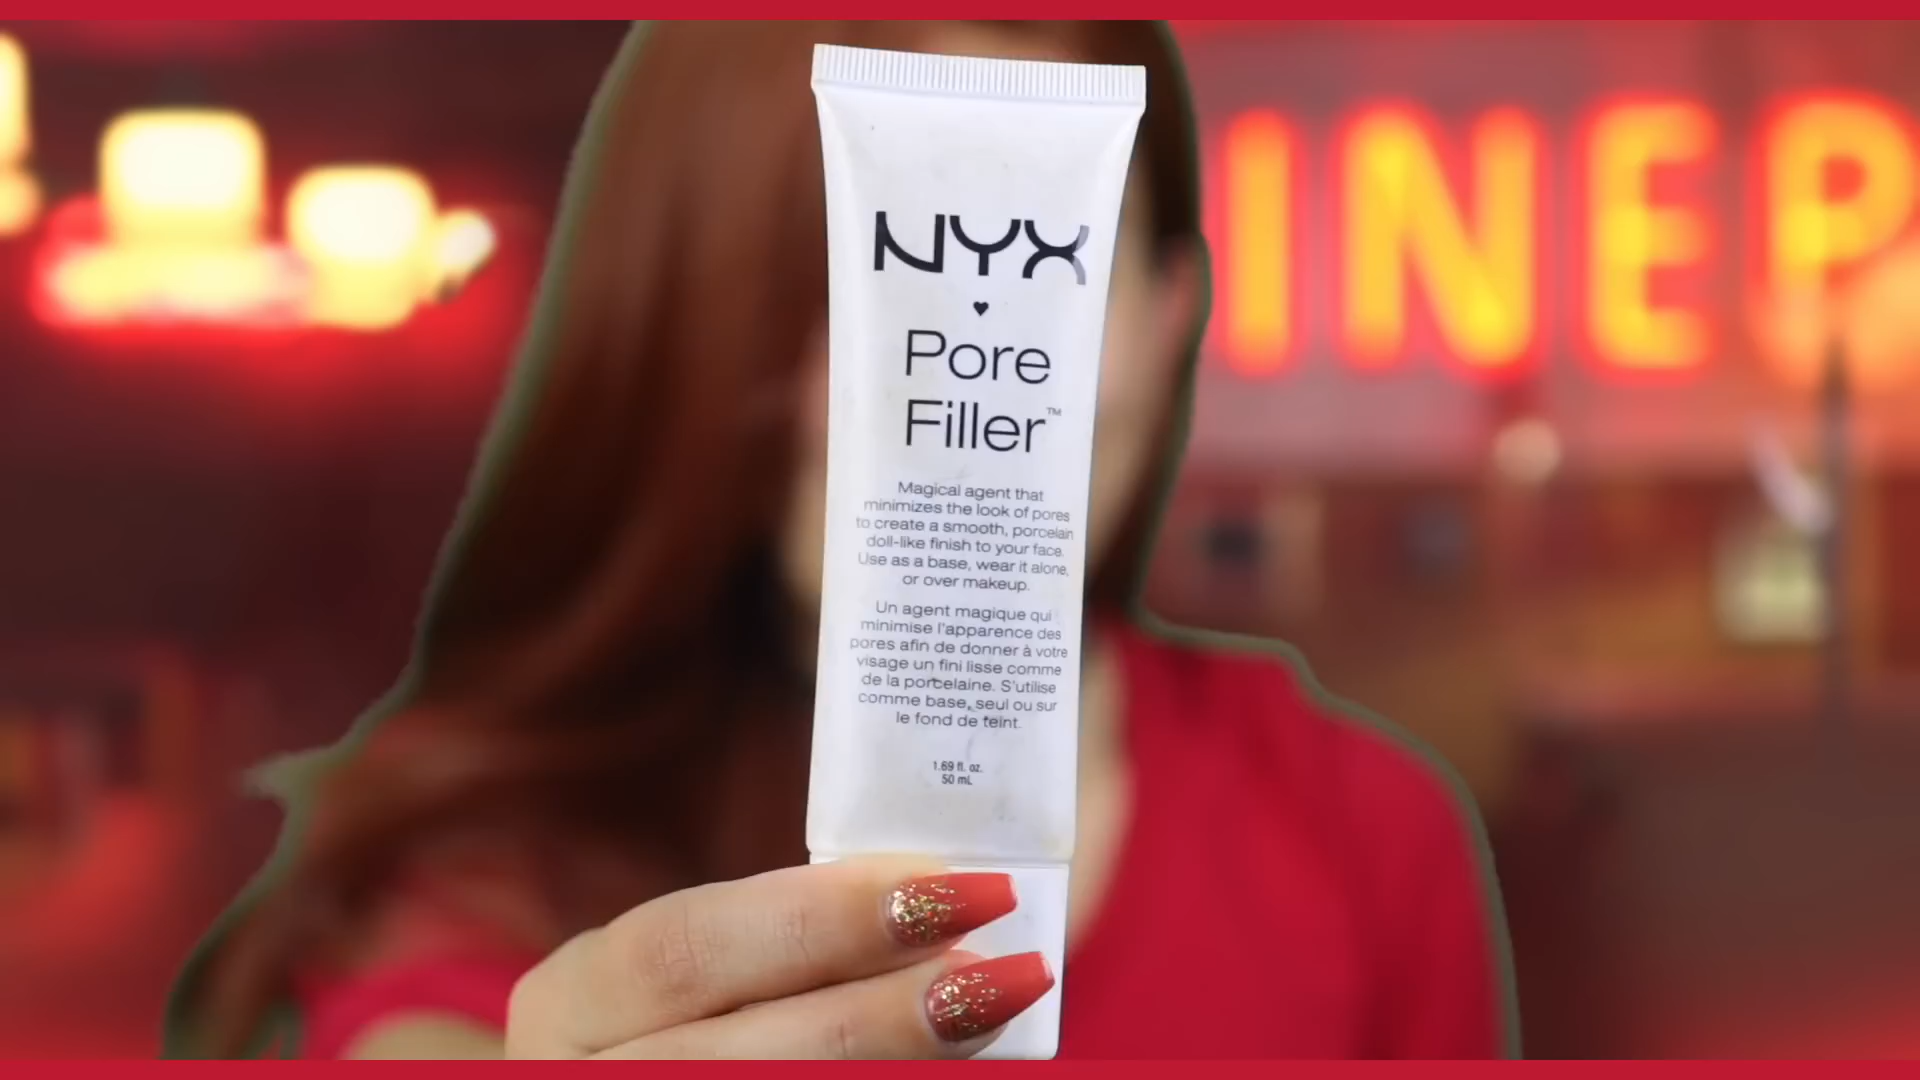 NYX
Pore
Filler™
Magical agent that
minimizes the look of pores
to create a smooth, porcelain
doll-like finish to your face.
Use as a base, wear it alone,
or over makeup.
Un agent magique qui
minimise l'apparence des
pores afin de donner à votre
visage un fini lisse comme
de la porcelaine. S'utilise
comme base, seul ou sur
le fond de teint.
1.69 fl. oz.
50 mL
INEP